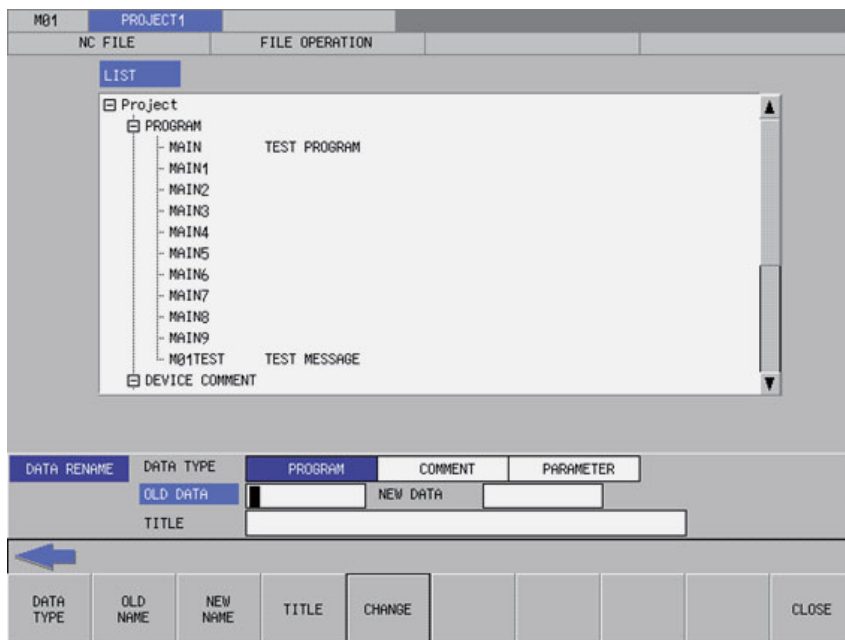 M01 PROJECT1
NC FILE FILE OPERATION
LIST
Project
PROGRAM
MAIN TEST PROGRAM
MAIN1
MAIN2
MAIN3
MAIN4
MAIN5
MAIN6
MAIN7
MAIN8
MAIN9
M01TEST TEST MESSAGE
DEVICE COMMENT
DATA RENAME DATA TYPE PROGRAM COMMENT PARAMETER
OLD DATA NEW DATA
TITLE
DATA TYPE OLD NAME NEW NAME TITLE CHANGE CLOSE